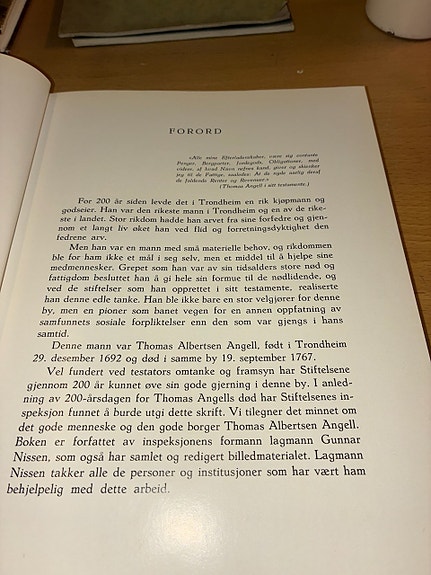 FORORD
«Alle mine Efterladenskaber, være sig contante
Penger, Bergparter, Jordegods, Obligationer, med
videre, af hvad Navn nefnes kand, giver og skienker
jeg til de Fattige, saaledes: At de nyde aarlig deraf
de faldende Renter og Revenuer.»
(Thomas Angell i sitt testamente.)
For 200 år siden levde det i Trondheim en rik kjøpmann og
godseier. Han var den rikeste mann i Trondheim og en av de rike-
ste i landet. Stor rikdom hadde han arvet fra sine forfedre og gjen-
nom et langt liv øket han ved flid og forretningsdyktighet den
fedrene arv.
Men han var en mann med små materielle behov, og rikdommen
ble for ham ikke et mål i seg selv, men et middel til å hjelpe sine
medmennesker. Grepet som han var av sin tidsalders store nød og
fattigdom besluttet han å gi hele sin formue til de nødlidende, og
ved de stiftelser som han opprettet i sitt testamente, realiserte
han denne edle tanke. Han ble ikke bare en stor velgjører for denne
by, men en pioner som banet vegen for en annen oppfatning av
samfunnets sosiale forpliktelser enn den som var gjengs i hans
samtid.
Denne mann var Thomas Albertsen Angell, født i Trondheim
29. desember 1692 og død i samme by 19. september 1767.
Vel fundert ved testators omtanke og framsyn har Stiftelsene
gjennom 200 år kunnet øve sin gode gjerning i denne by. I anled-
ning av 200-årsdagen for Thomas Angells død har Stiftelsenes in-
speksjon funnet å burde utgi dette skrift. Vi tilegner det minnet om
det gode menneske og den gode borger Thomas Albertsen Angell.
Boken er forfattet av inspeksjonens formann lagmann Gunnar
Nissen, som også har samlet og redigert billedmaterialet. Lagmann
Nissen takker alle de personer og institusjoner som har vært ham
behjelpelig med dette arbeid.